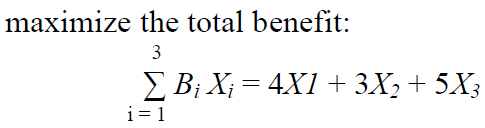 maximize the total benefit:
3
∑ Bᵢ Xᵢ = 4X1 + 3X₂ + 5X₃
i = 1